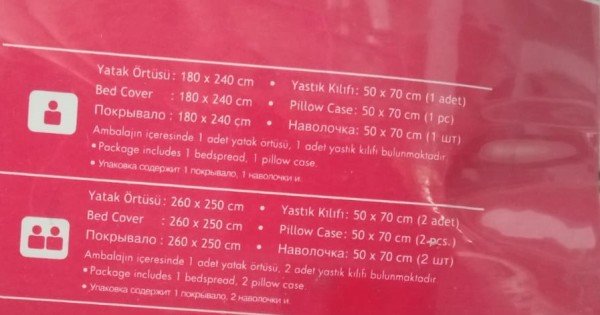 Yatak Örtüsü : 180 x 240 cm • Yastık Kılıfı: 50 x 70 cm (1 adet)
Bed Cover : 180 x 240 cm • Pillow Case: 50 x 70 cm (1 pc)
Покрывало : 180 x 240 cm • Наволочка: 50 x 70 cm (1 шт)
Ambalajın içeresinde 1 adet yatak örtüsü, 1 adet yastık kılıfı bulunmaktadır
• Package includes 1 bedspread, 1 pillow case.
• Упаковка содержит 1 покрывало, 1 наволочки и.
Yatak Örtüsü : 260 x 250 cm • Yastık Kılıfı: 50 x 70 cm (2 adet)
Bed Cover : 260 x 250 cm • Pillow Case: 50 x 70 cm (2 pcs.)
Покрывало : 260 x 250 cm • Наволочка: 50 x 70 cm (2 шт)
Ambalajın içeresinde 1 adet yatak örtüsü, 2 adet yastık kılıfı bulunmaktadır
• Package includes 1 bedspread, 2 pillow case.
• Упаковка содержит 1 покрывало, 2 наволочки и.